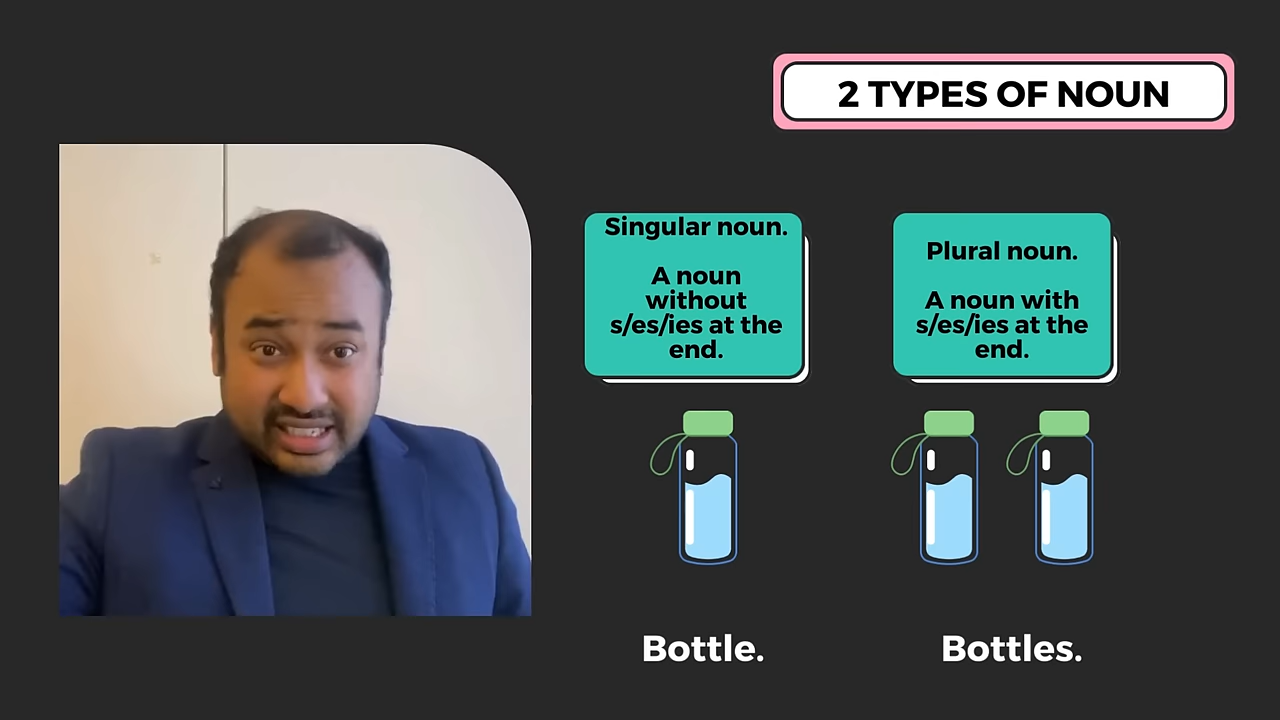 2 TYPES OF NOUN
Singular noun.
A noun
without
s/es/ies at the
end.
Plural noun.
A noun with
s/es/ies at the
end.
Bottle.
Bottles.